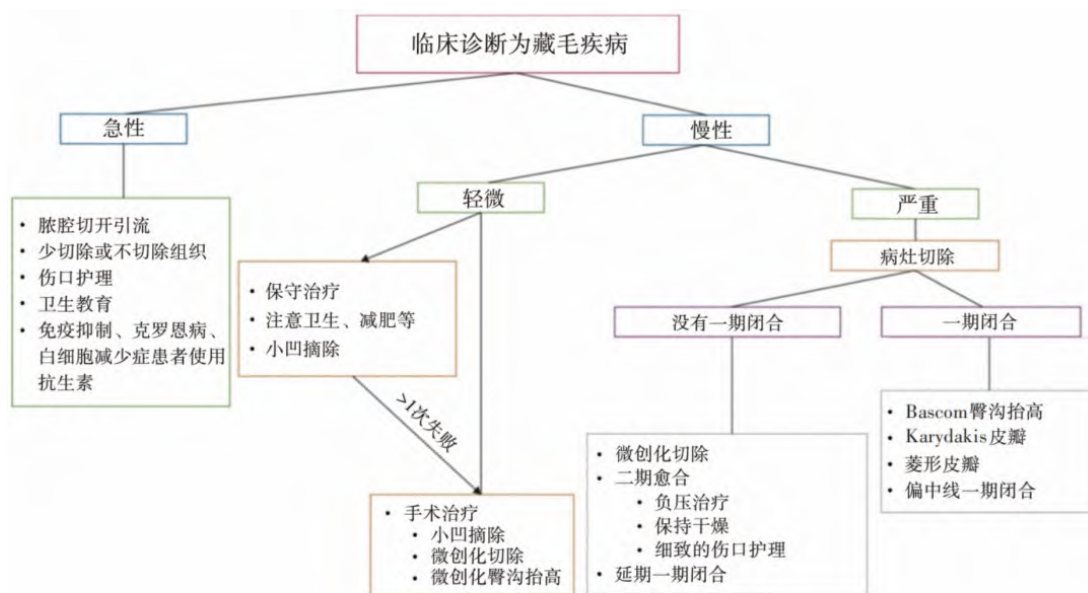 临床诊断为藏毛疾病
急性
慢性
轻微
严重
• 脓腔切开引流
• 少切除或不切除组织
• 伤口护理
• 卫生教育
• 免疫抑制、克罗恩病、
白细胞减少症患者使用
抗生素
病灶切除
• 保守治疗
• 注意卫生、减肥等
• 小凹摘除
没有一期闭合
一期闭合
>1次失败
• Bascom臀沟抬高
• Karydakis皮瓣
• 菱形皮瓣
• 偏中线一期闭合
• 微创化切除
• 二期愈合
• 负压治疗
• 保持干燥
• 细致的伤口护理
• 延期一期闭合
• 手术治疗
• 小凹摘除
• 微创化切除
• 微创化臀沟抬高